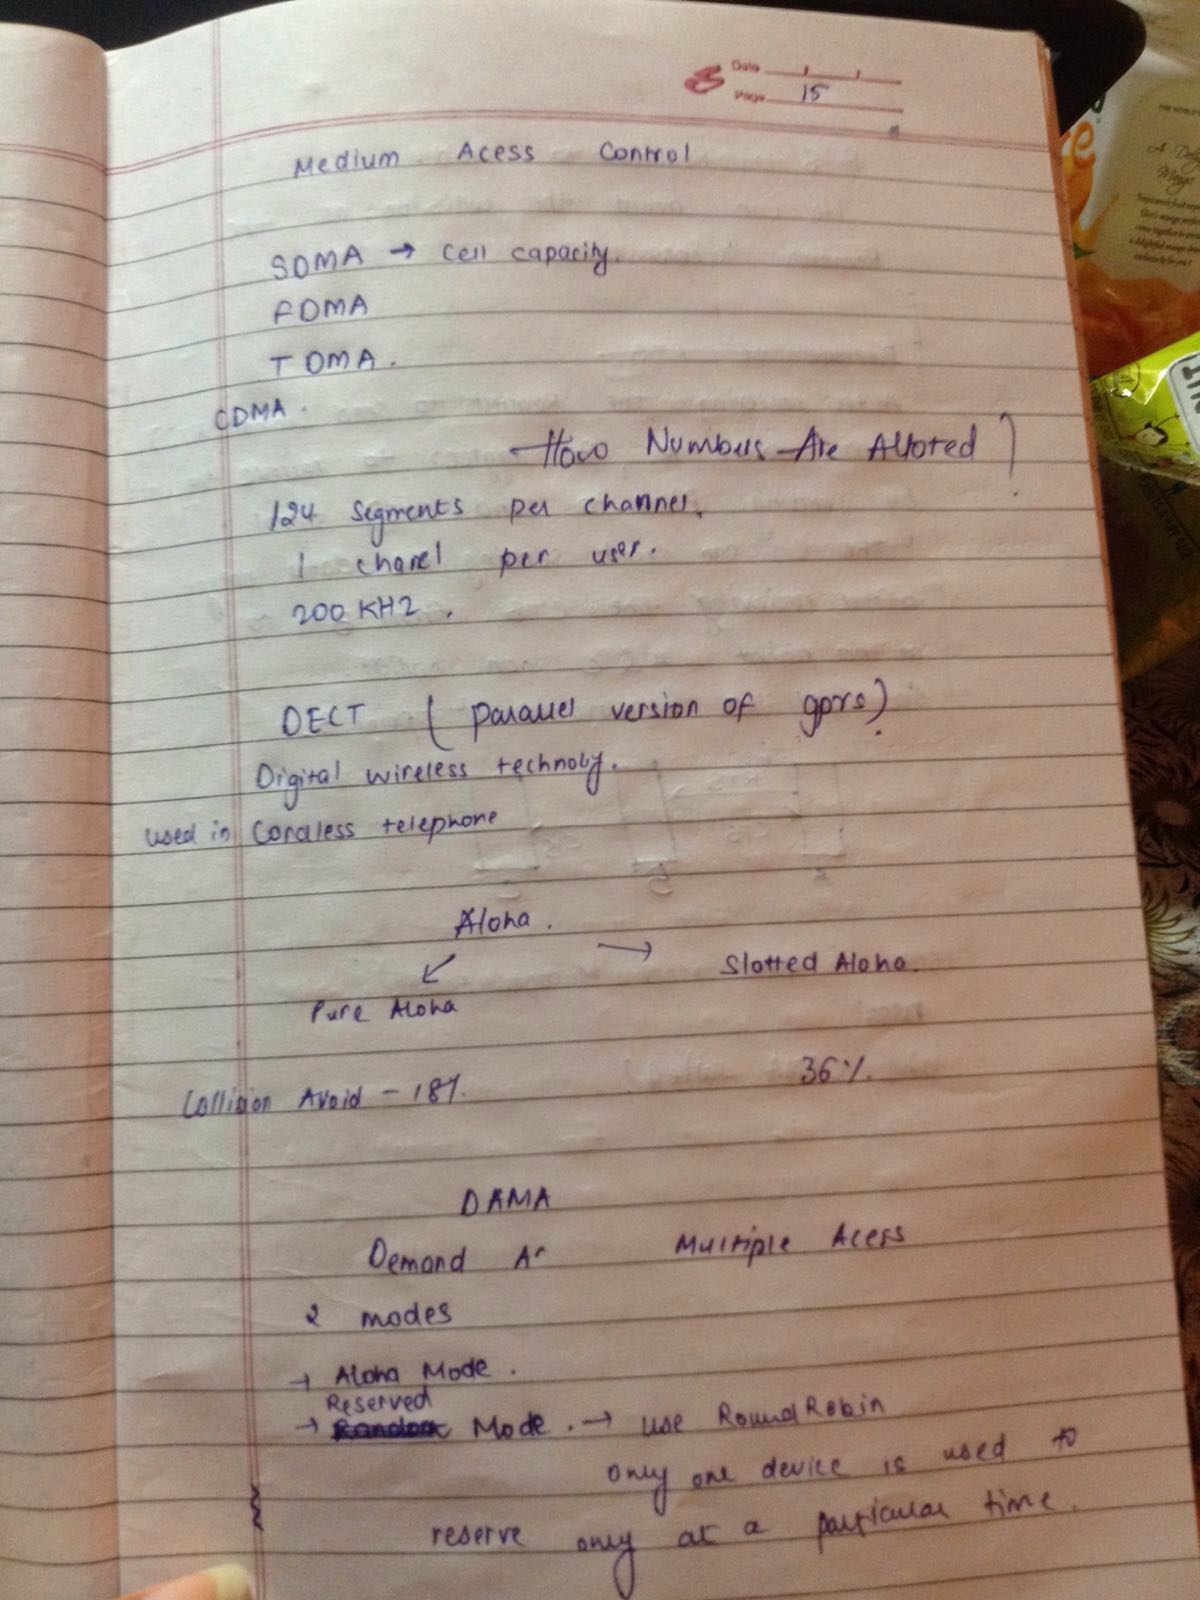 Date
Page 15
Medium Acess Control
SDMA → Cell capacity.
FDMA
TDMA.
CDMA.
How Numbers Are Alloted ?
124 Segments per channel.
1 chanel per user.
200 KHZ.
DECT (parallel version of gprs)
Digital wireless technoly.
used in Cordless telephone
Aloha.
Slotted Aloha.
Pure Aloha
36%.
Collision Avoid - 18%.
DAMA
Demand A Multiple Acess
2 modes
→ Aloha Mode.
Reserved
→ Random Mode. → use Round Robin
only one device is used to
reserve only at a particular time.
A